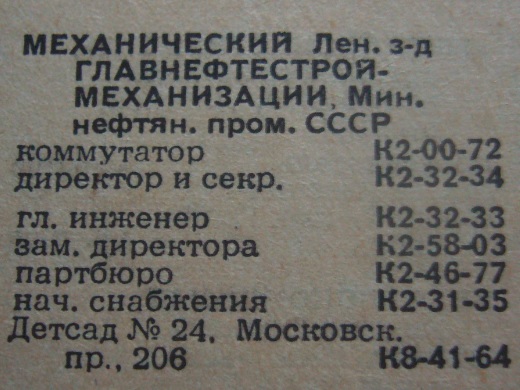 МЕХАНИЧЕСКИЙ Лен. з-д
ГЛАВНЕФТЕСТРОЙ-
МЕХАНИЗАЦИИ, Мин.
нефтян. пром. СССР
коммутатор К2-00-72
директор и секр. К2-32-34
гл. инженер К2-32-33
зам. директора К2-58-03
партбюро К2-46-77
нач. снабжения К2-31-35
Детсад № 24, Московск.
пр., 206 К8-41-64